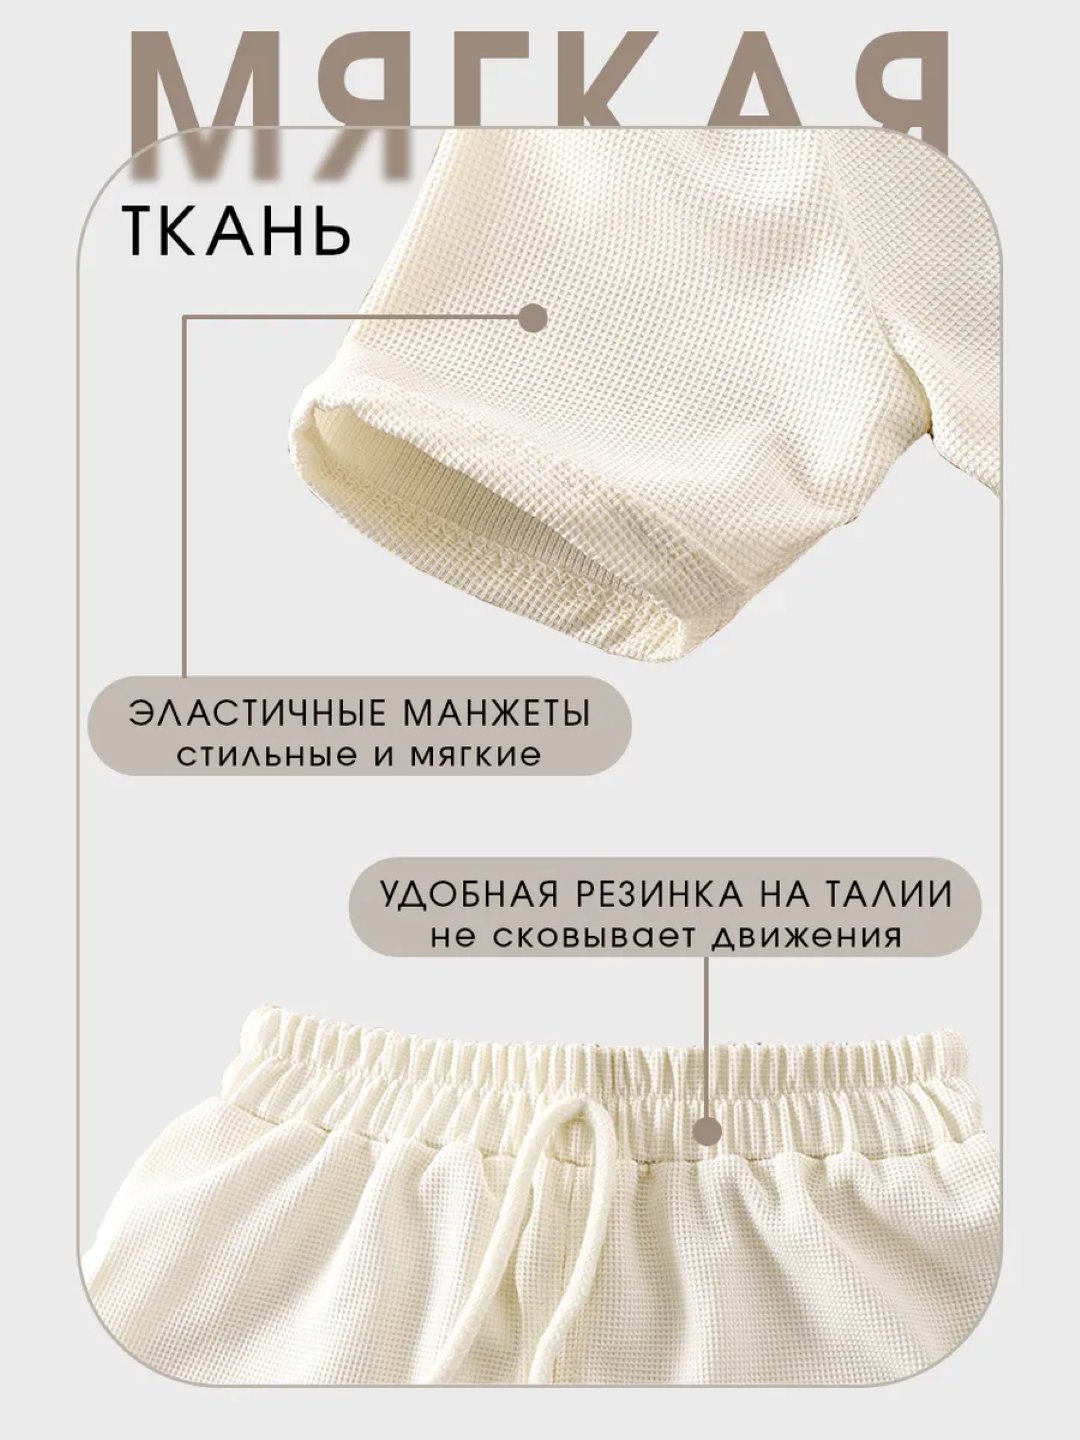 МЯГКАЯ
ТКАНЬ
ЭЛАСТИЧНЫЕ МАНЖЕТЫ
стильные и мягкие
УДОБНАЯ РЕЗИНКА НА ТАЛИИ
не сковывает движения